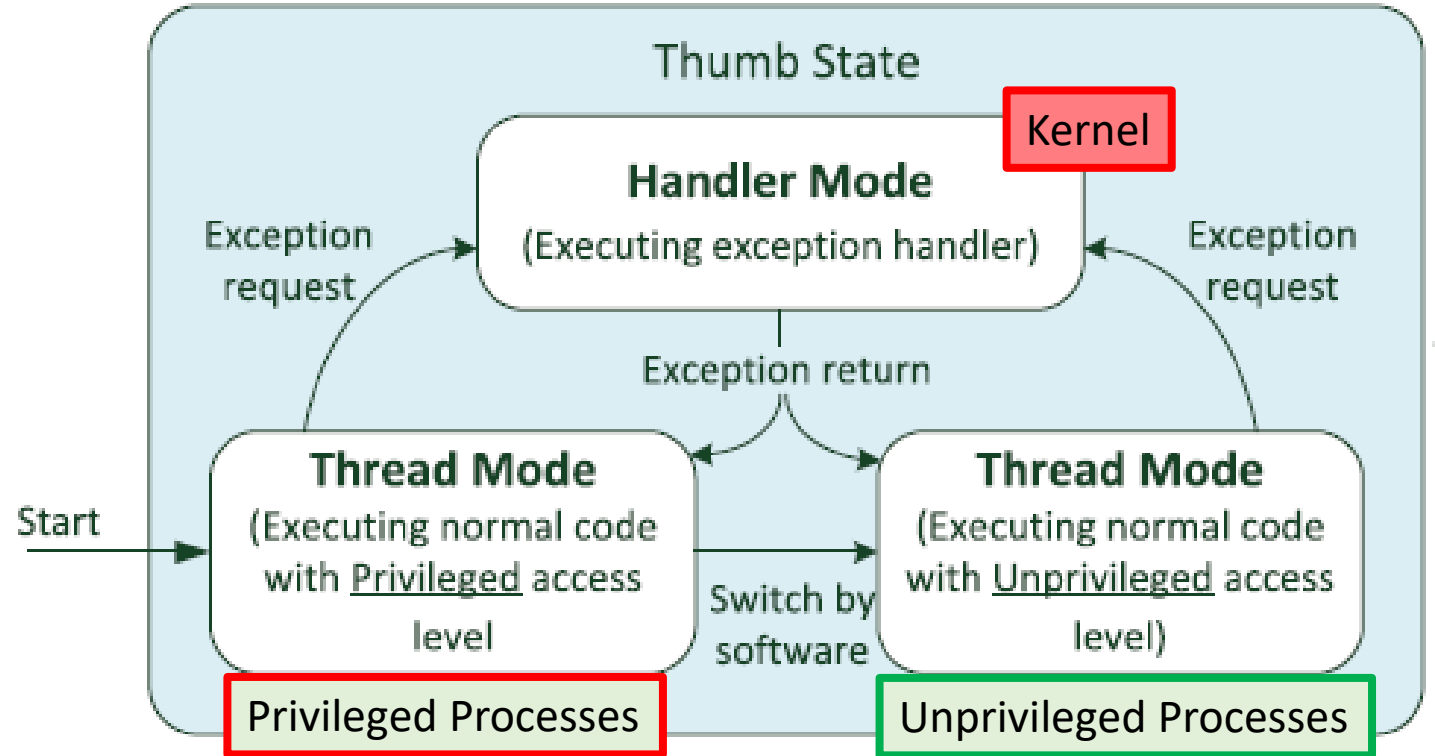 Thumb State
Kernel
Handler Mode
(Executing exception handler)
Exception
request
Exception
request
Exception return
Start
Thread Mode
(Executing normal code
with Privileged access
level
Switch by
software
Thread Mode
(Executing normal code
with Unprivileged access
level)
Privileged Processes
Unprivileged Processes